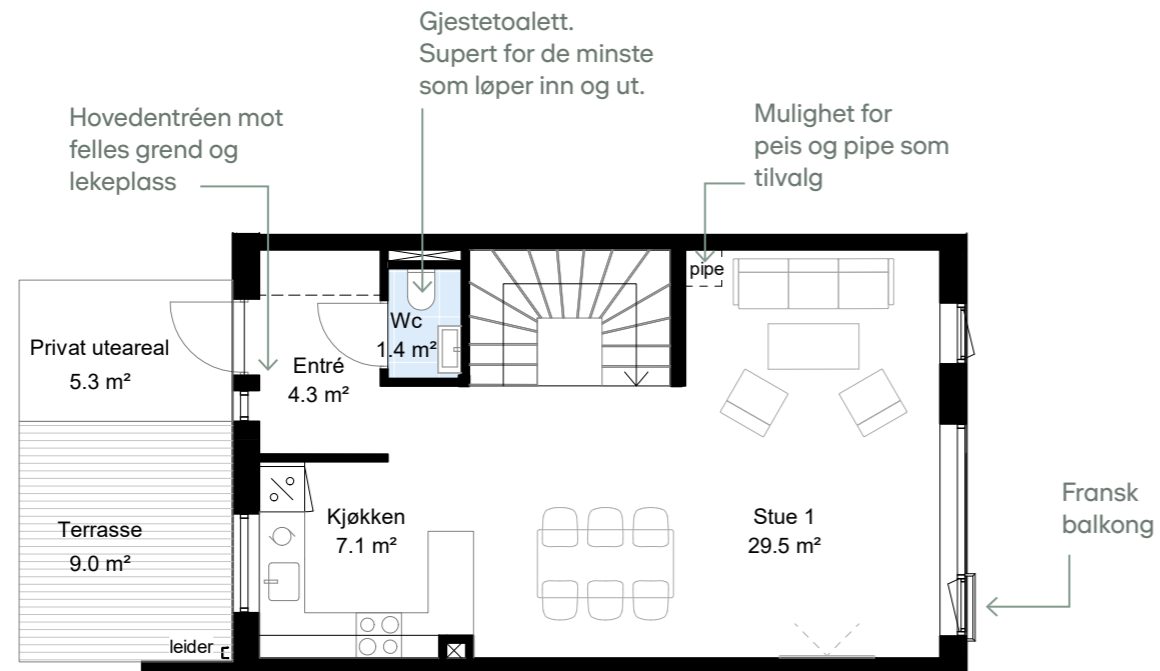 Gjestetoalett.
Supert for de minste
som løper inn og ut.
Hovedentréen mot
felles grend og
lekeplass
Mulighet for
peis og pipe som
tilvalg
pipe
Privat uteareal
5.3 m²
Entré
4.3 m²
Wc
1.4 m²
Terrasse
9.0 m²
Kjøkken
7.1 m²
Stue 1
29.5 m²
Fransk
balkong
leider